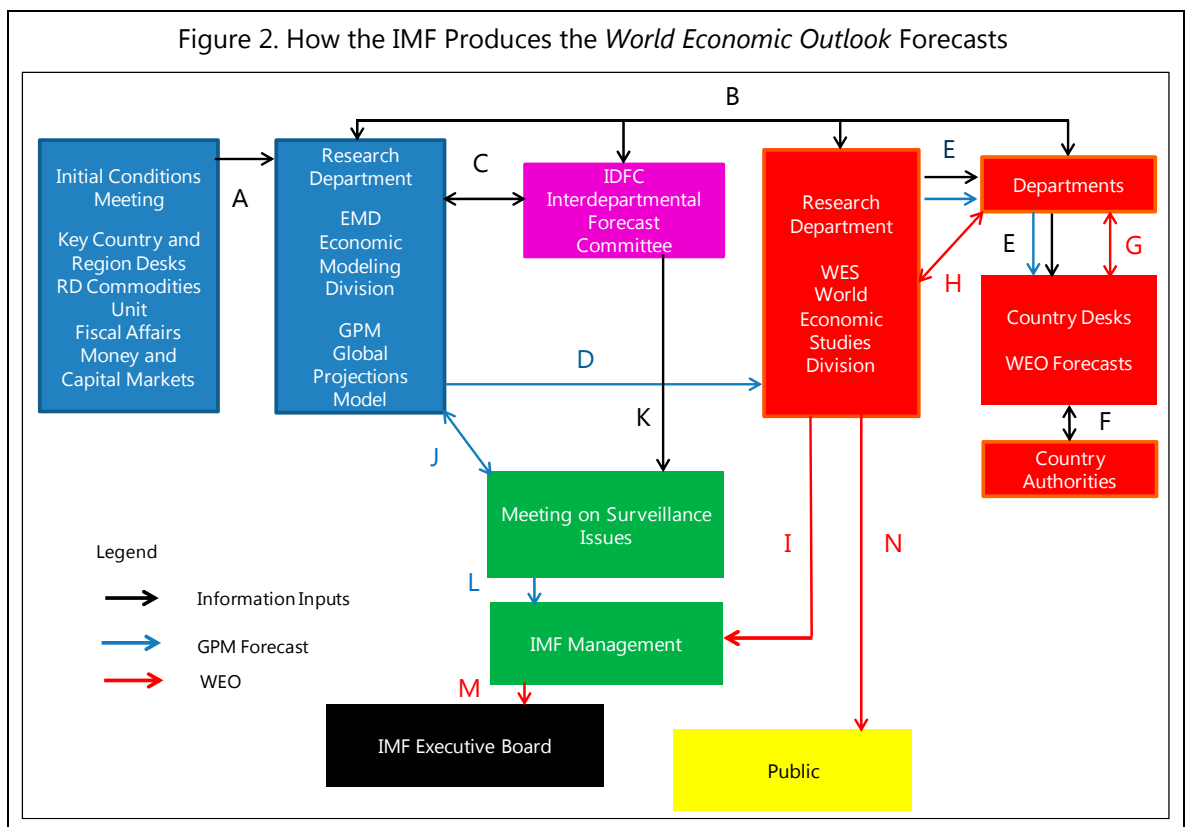 Figure 2. How the IMF Produces the World Economic Outlook Forecasts
B
Initial Conditions
Meeting
Key Country and
Region Desks
RD Commodities
Unit
Fiscal Affairs
Money and
Capital Markets
A
Research
Department
EMD
Economic
Modeling
Division
GPM
Global
Projections
Model
C
IDFC
Interdepartmental
Forecast
Committee
Research
Department
WES
World
Economic
Studies
Division
E
Departments
E
G
H
Country Desks
WEO Forecasts
D
F
Country
Authorities
K
J
Meeting on Surveillance
Issues
I
N
L
IMF Management
M
IMF Executive Board
Public
Legend
Information Inputs
GPM Forecast
WEO